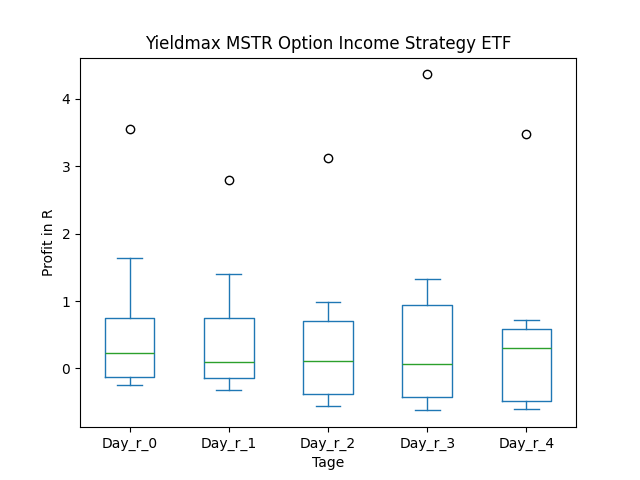 Yieldmax MSTR Option Income Strategy ETF
4
3
2
1
0
Profit in R
Day_r_0 Day_r_1 Day_r_2 Day_r_3 Day_r_4
Tage